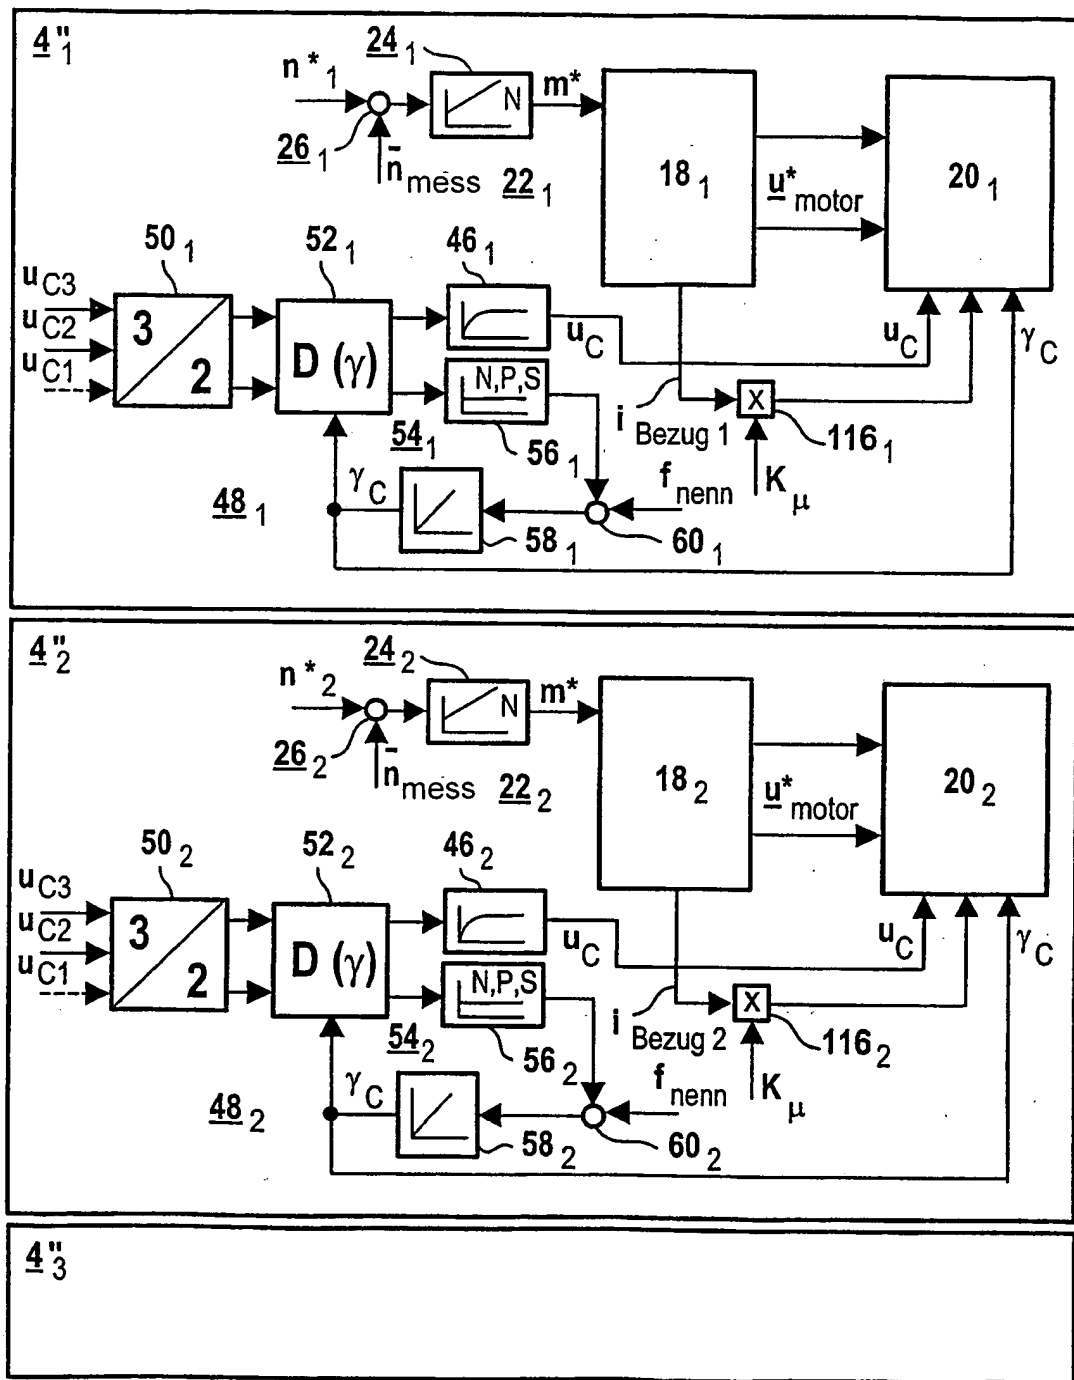 4"1
24 1
n*1
N
m*
26 1
n̄mess
22 1
18 1
u*motor
20 1
50 1
52 1
46 1
uC3
uC2
uC1
3
2
D (γ)
uC
uC
γC
N,P,S
54 1
56 1
i Bezug 1
X
116 1
Kμ
fnenn
γC
48 1
58 1
60 1
4"2
24 2
n*2
N
m*
26 2
n̄mess
22 2
18 2
u*motor
20 2
50 2
52 2
46 2
uC3
uC2
uC1
3
2
D (γ)
uC
uC
γC
N,P,S
54 2
56 2
i Bezug 2
X
116 2
Kμ
fnenn
γC
48 2
58 2
60 2
4"3